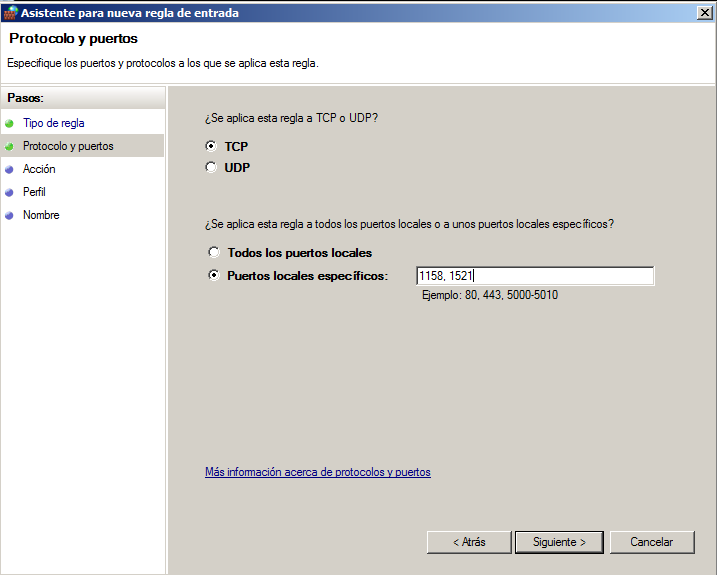 Asistente para nueva regla de entrada
Protocolo y puertos
Especifique los puertos y protocolos a los que se aplica esta regla.
Pasos:
Tipo de regla
Protocolo y puertos
Acción
Perfil
Nombre
¿Se aplica esta regla a TCP o UDP?
TCP
UDP
¿Se aplica esta regla a todos los puertos locales o a unos puertos locales específicos?
Todos los puertos locales
Puertos locales específicos: 1158, 1521
Ejemplo: 80, 443, 5000-5010
Más información acerca de protocolos y puertos
< Atrás Siguiente > Cancelar